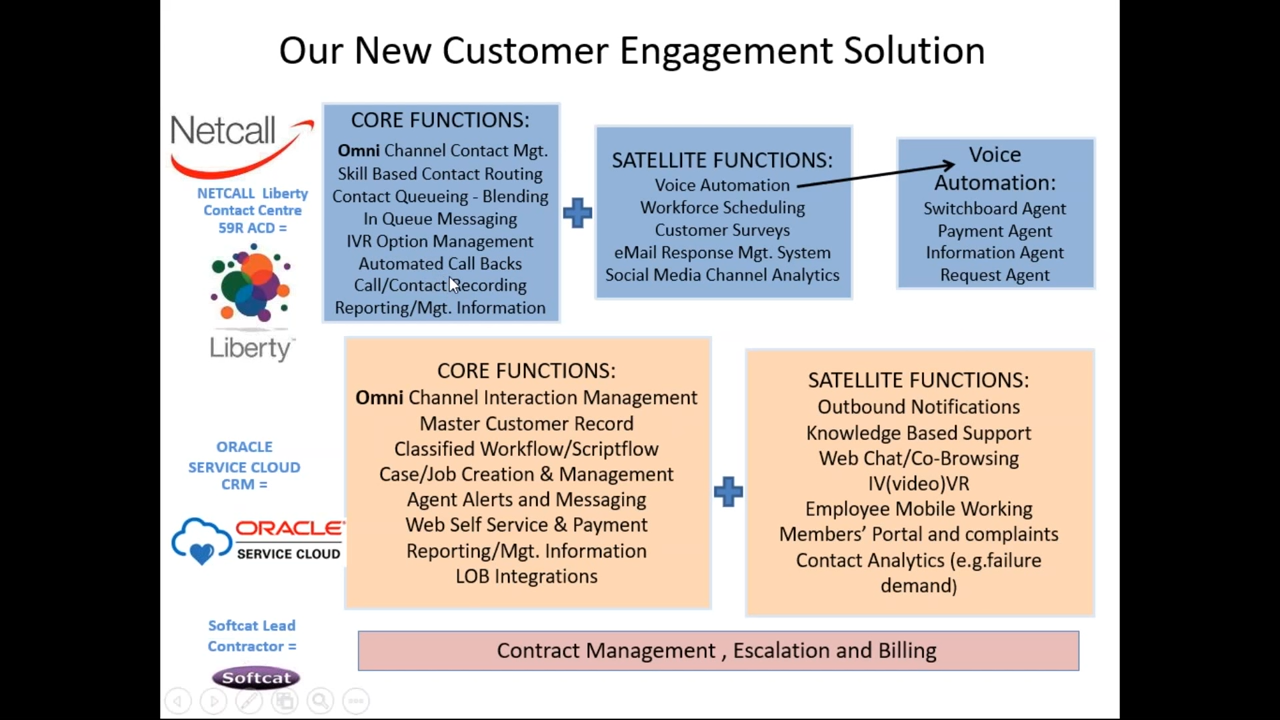 Our New Customer Engagement Solution
Netcall
NETCALL Liberty
Contact Centre
59R ACD =
Liberty™
CORE FUNCTIONS:
Omni Channel Contact Mgt.
Skill Based Contact Routing
Contact Queueing - Blending
In Queue Messaging
IVR Option Management
Automated Call Backs
Call/Contact Recording
Reporting/Mgt. Information
SATELLITE FUNCTIONS:
Voice Automation
Workforce Scheduling
Customer Surveys
eMail Response Mgt. System
Social Media Channel Analytics
Voice
Automation:
Switchboard Agent
Payment Agent
Information Agent
Request Agent
ORACLE
SERVICE CLOUD
CRM =
ORACLE
SERVICE CLOUD
CORE FUNCTIONS:
Omni Channel Interaction Management
Master Customer Record
Classified Workflow/Scriptflow
Case/Job Creation & Management
Agent Alerts and Messaging
Web Self Service & Payment
Reporting/Mgt. Information
LOB Integrations
SATELLITE FUNCTIONS:
Outbound Notifications
Knowledge Based Support
Web Chat/Co-Browsing
IV(video)VR
Employee Mobile Working
Members’ Portal and complaints
Contact Analytics (e.g.failure
demand)
Softcat Lead
Contractor =
Softcat
Contract Management , Escalation and Billing